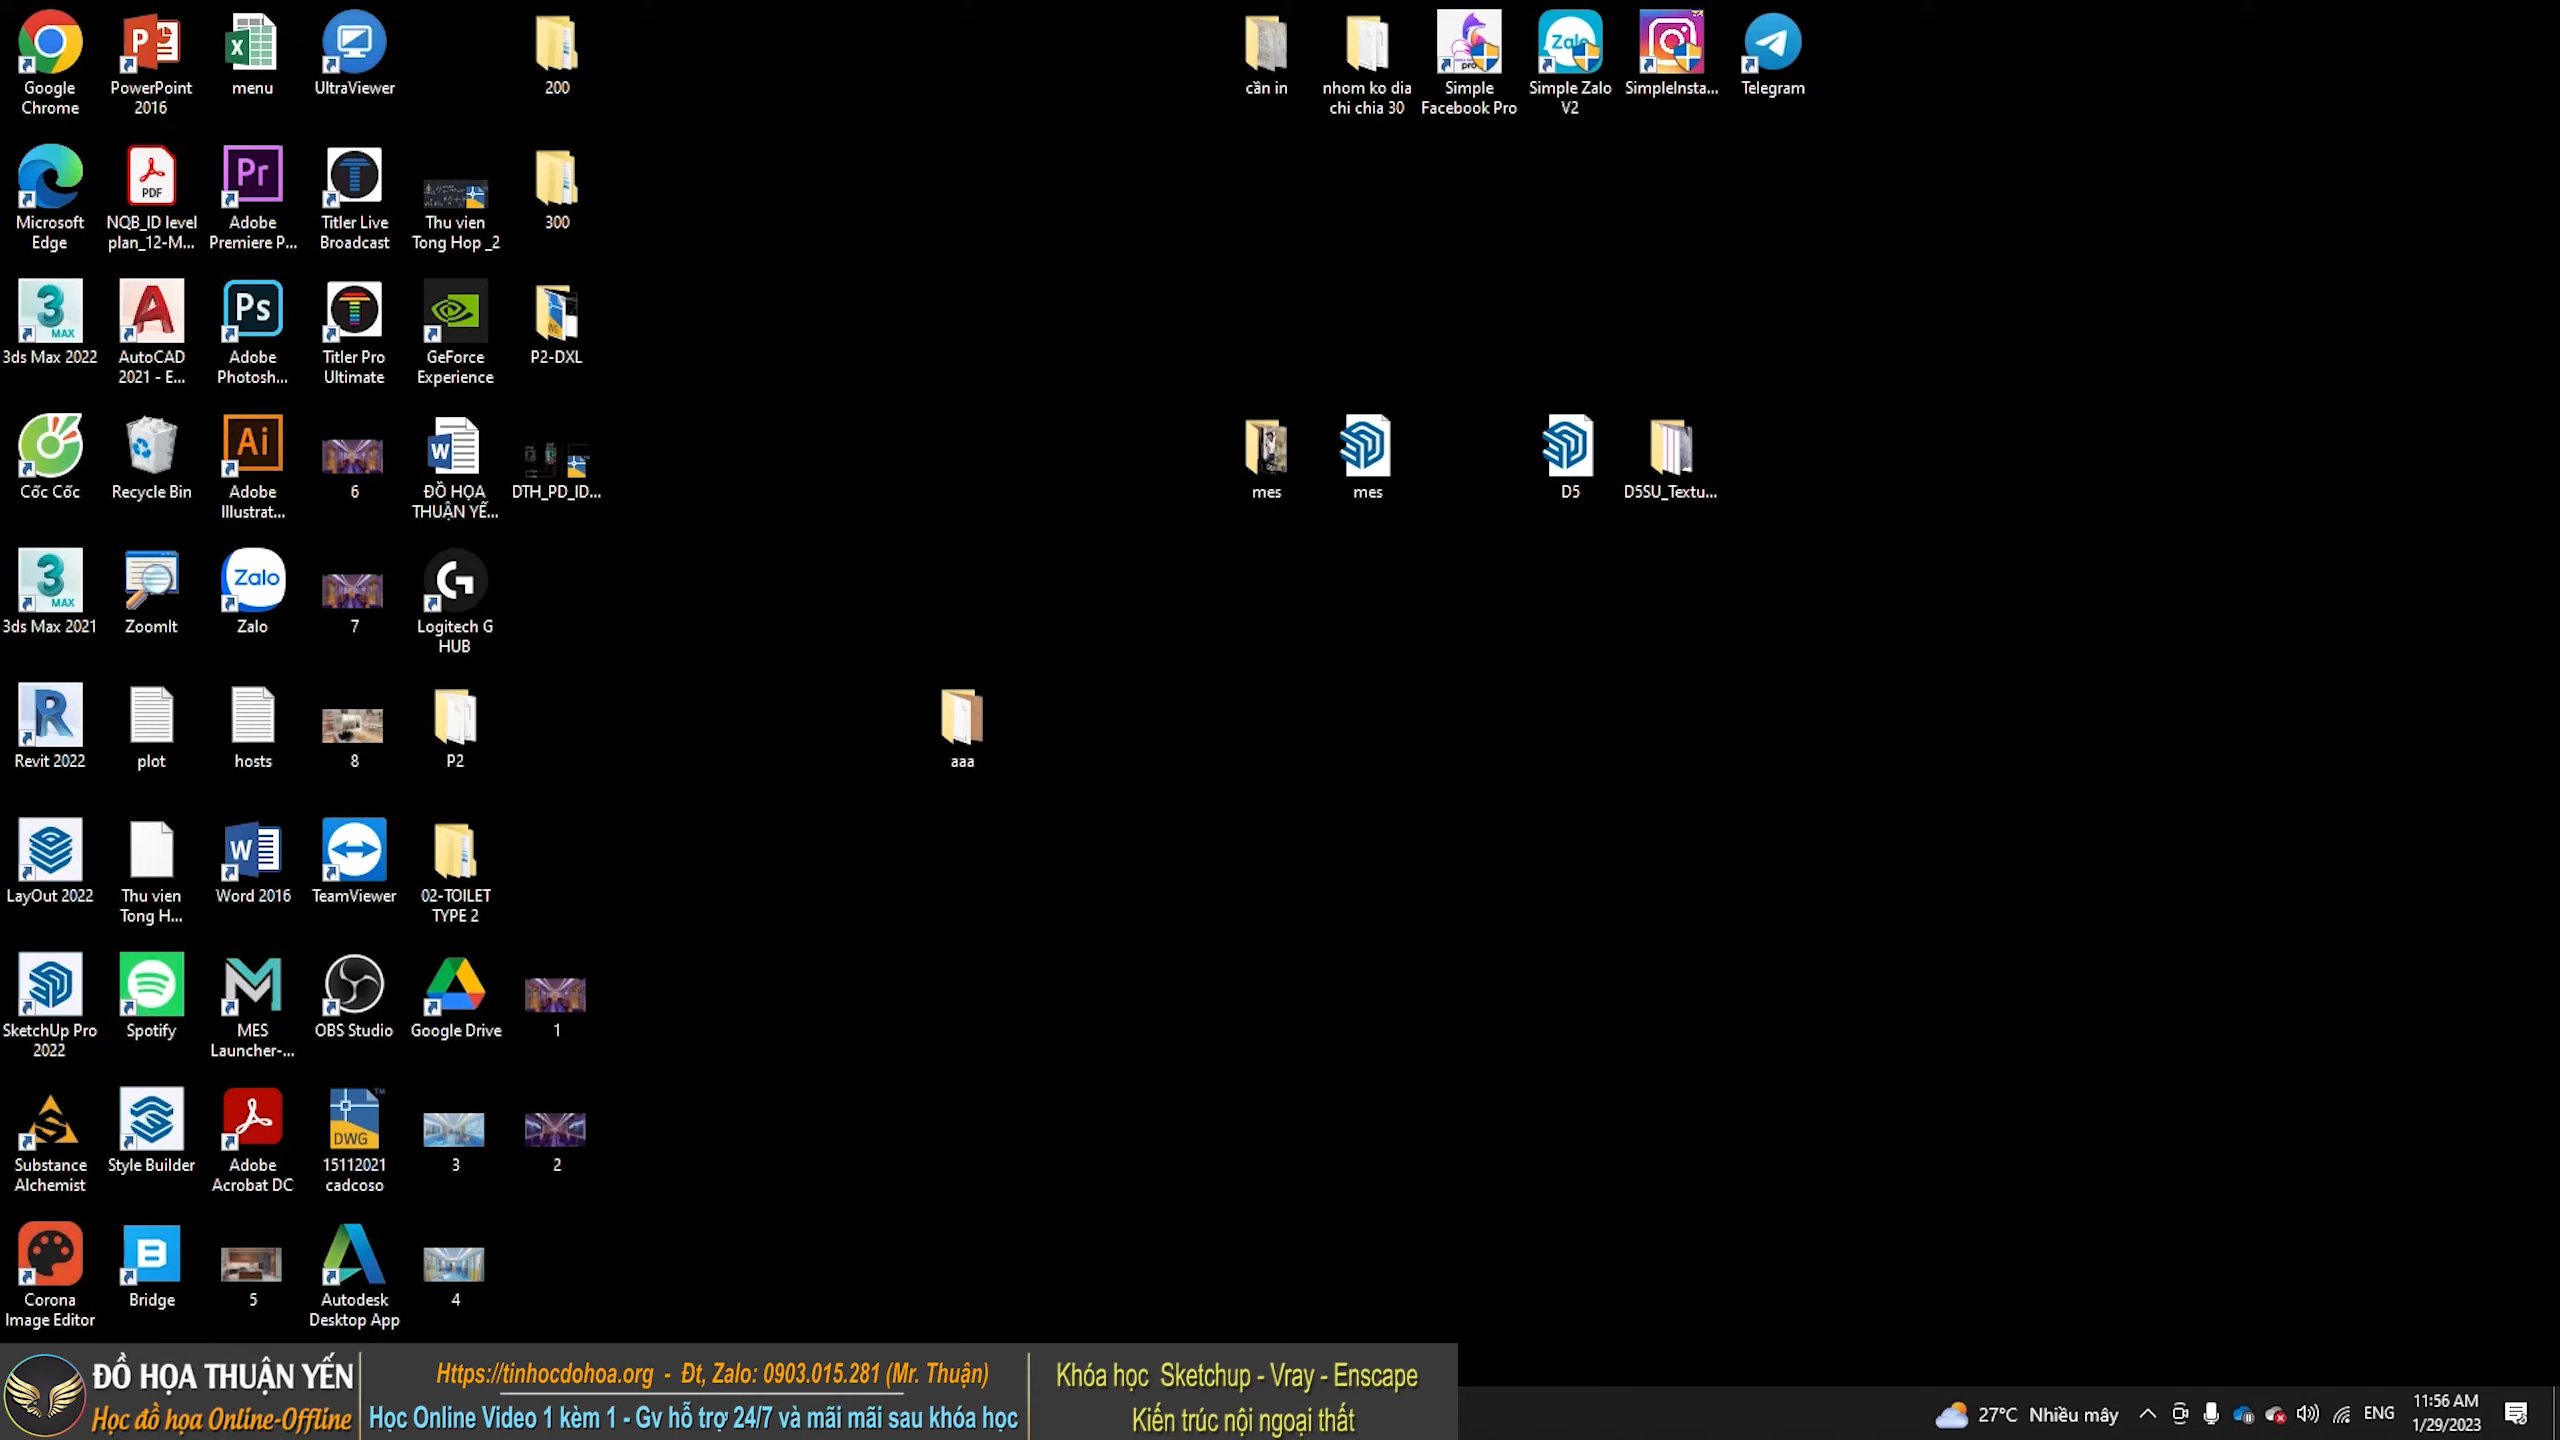 Google
Chrome
PowerPoint
2016
menu
UltraViewer
200
cần in
nhom ko dia
chi chia 30
Simple
Facebook Pro
Simple Zalo
V2
SimpleInsta...
Telegram
Microsoft
Edge
NQB_ID level
plan_12-M...
Adobe
Premiere P...
Titler Live
Broadcast
Thu vien
Tong Hop _2
300
3ds Max 2022
AutoCAD
2021 - E...
Adobe
Photosh...
Titler Pro
Ultimate
GeForce
Experience
P2-DXL
Cốc Cốc
Recycle Bin
Adobe
Illustrat...
6
ĐỒ HỌA
THUẬN YẾ...
DTH_PD_ID...
mes
mes
D5
D5SU_Textu...
3ds Max 2021
ZoomIt
Zalo
7
Logitech G
HUB
Revit 2022
plot
hosts
8
P2
aaa
LayOut 2022
Thu vien
Tong H...
Word 2016
TeamViewer
02-TOILET
TYPE 2
SketchUp Pro
2022
Spotify
MES
Launcher-...
OBS Studio
Google Drive
1
Substance
Alchemist
Style Builder
Adobe
Acrobat DC
DWG
15112021
cadcoso
3
2
Corona
Image Editor
Bridge
5
Autodesk
Desktop App
4
ĐỒ HỌA THUẬN YẾN
Học đồ họa Online-Offline
Https://tinhocdohoa.org - Đt, Zalo: 0903.015.281 (Mr. Thuận)
Học Online Video 1 kèm 1 - Gv hỗ trợ 24/7 và mãi mãi sau khóa học
Khóa học Sketchup - Vray - Enscape
Kiến trúc nội ngoại thất
27°C Nhiều mây
ENG
11:56 AM
1/29/2023